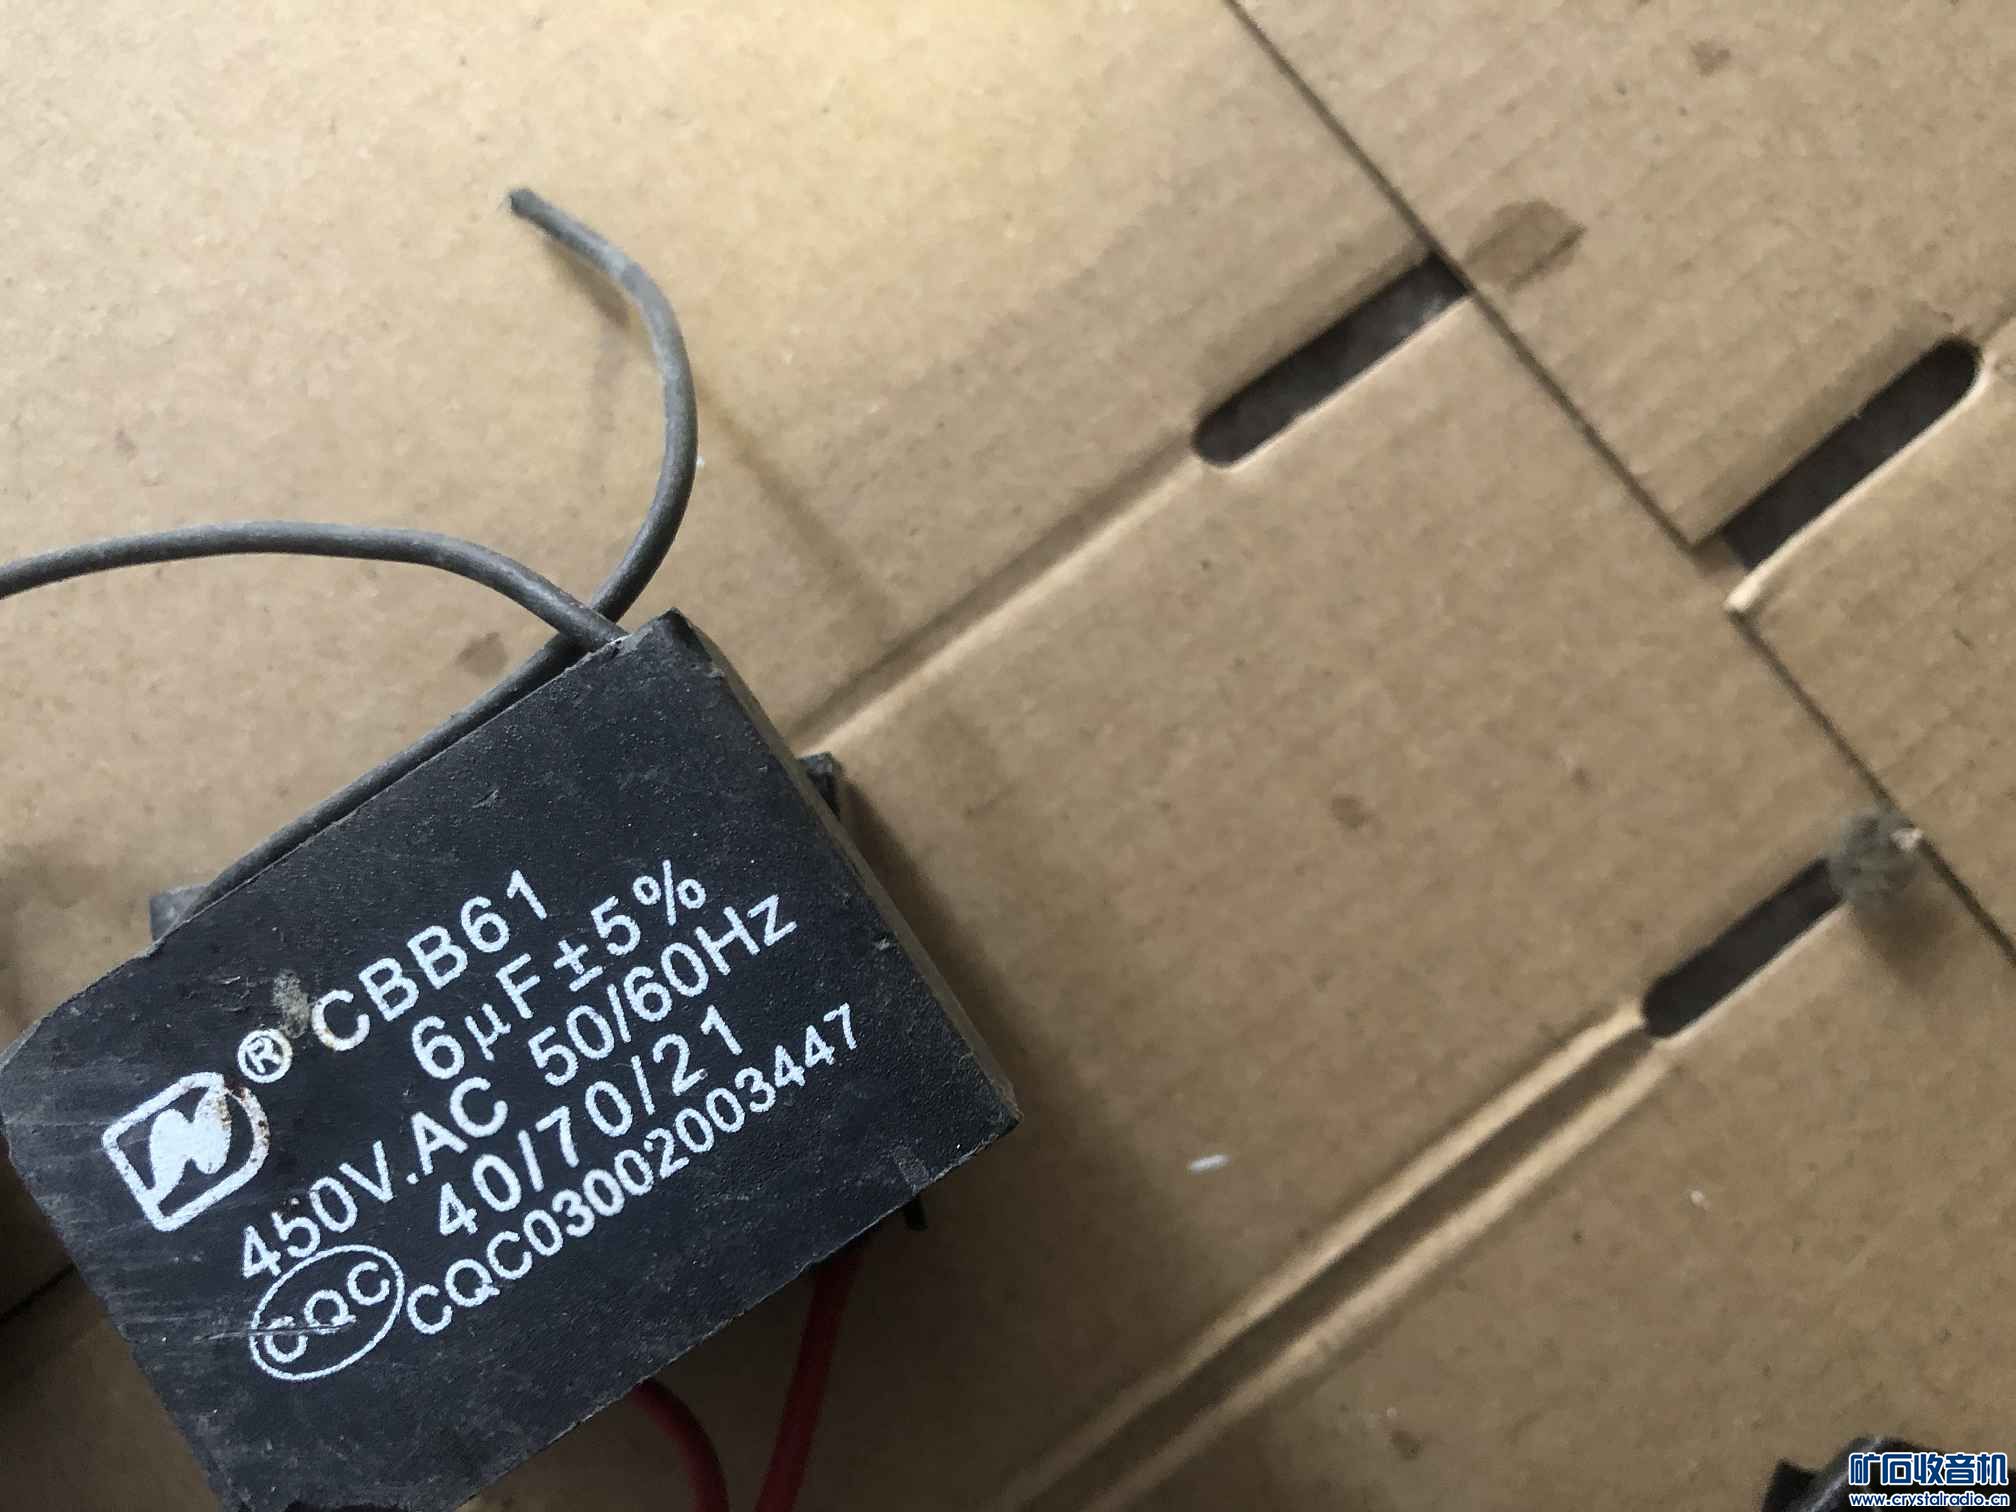 ® CBB61
6μF±5%
450V.AC 50/60Hz
40/70/21
CQC CQC03002003447
矿石收音机
www.crystalradio.cn